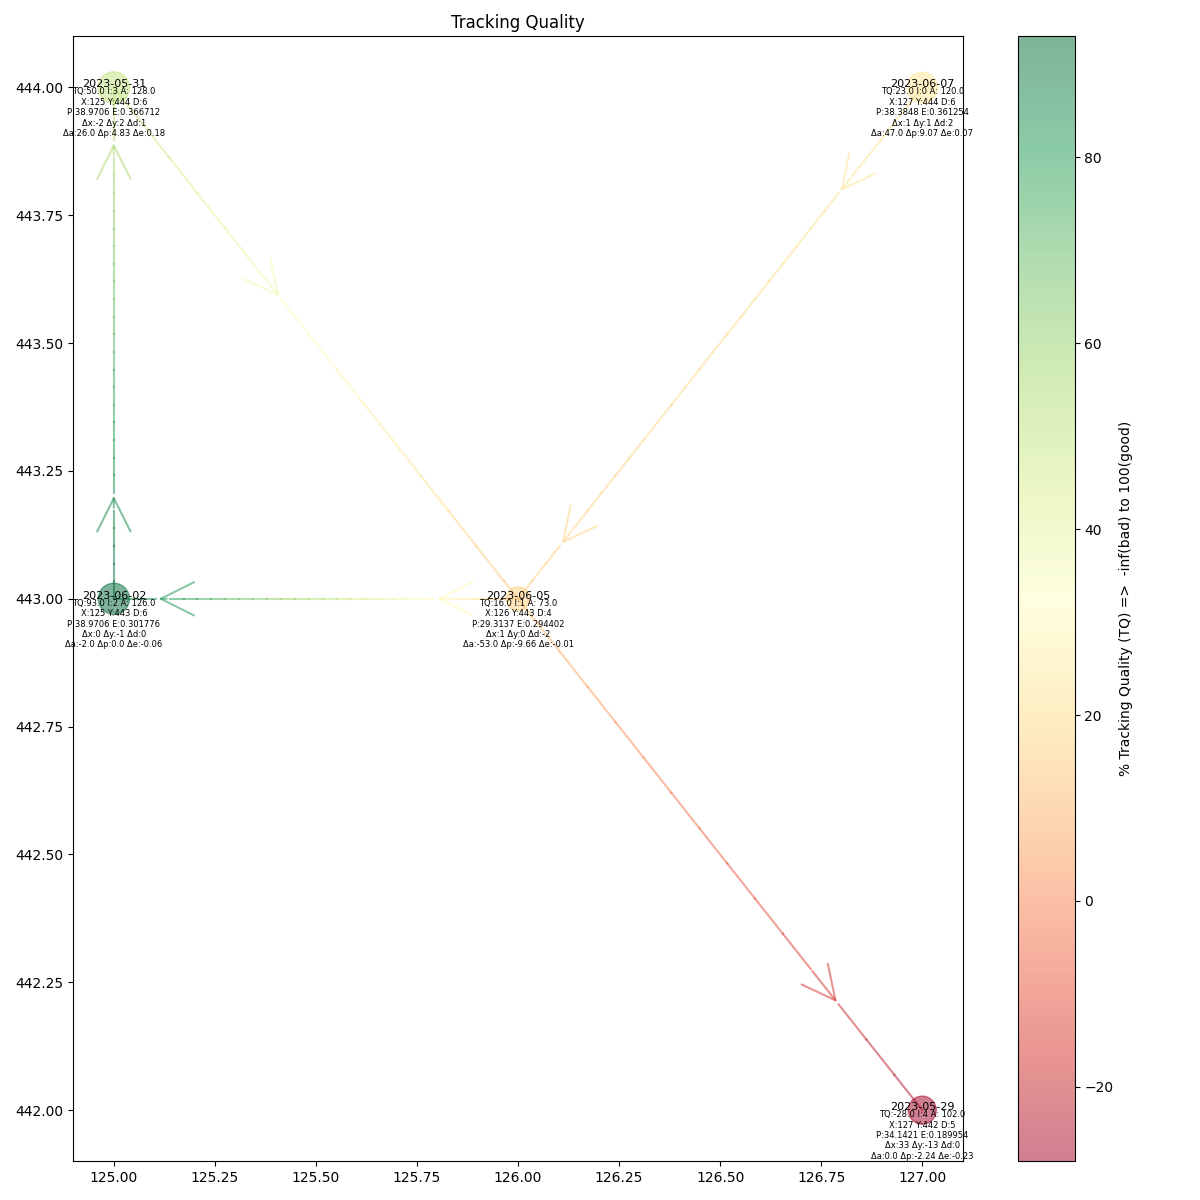 Tracking Quality
444.00
443.75
443.50
443.25
443.00
442.75
442.50
442.25
442.00
2023-05-31
TQ:50.0 I:3 A: 128.0
X:125 Y:444 D:6
P:38.9706 E:0.366712
Δx:-2 Δy:2 Δd:1
Δa:26.0 Δp:4.83 Δe:0.18
2023-06-07
TQ:23.0 I:0 A: 120.0
X:127 Y:444 D:6
P:38.3848 E:0.361254
Δx:1 Δy:1 Δd:2
Δa:47.0 Δp:9.07 Δe:0.07
2023-06-02
TQ:93.0 I:2 A: 126.0
X:125 Y:443 D:6
P:38.9706 E:0.301776
Δx:0 Δy:-1 Δd:0
Δa:-2.0 Δp:0.0 Δe:-0.06
2023-06-05
TQ:16.0 I:1 A: 73.0
X:126 Y:443 D:4
P:29.3137 E:0.294402
Δx:1 Δy:0 Δd:-2
Δa:-53.0 Δp:-9.66 Δe:-0.01
2023-05-29
TQ:-28.0 I:4 A: 102.0
X:127 Y:442 D:5
P:34.1421 E:0.189954
Δx:33 Δy:-13 Δd:0
Δa:0.0 Δp:-2.24 Δe:-0.23
125.00 125.25 125.50 125.75 126.00 126.25 126.50 126.75 127.00
80
60
40
20
0
−20
% Tracking Quality (TQ) => -inf(bad) to 100(good)